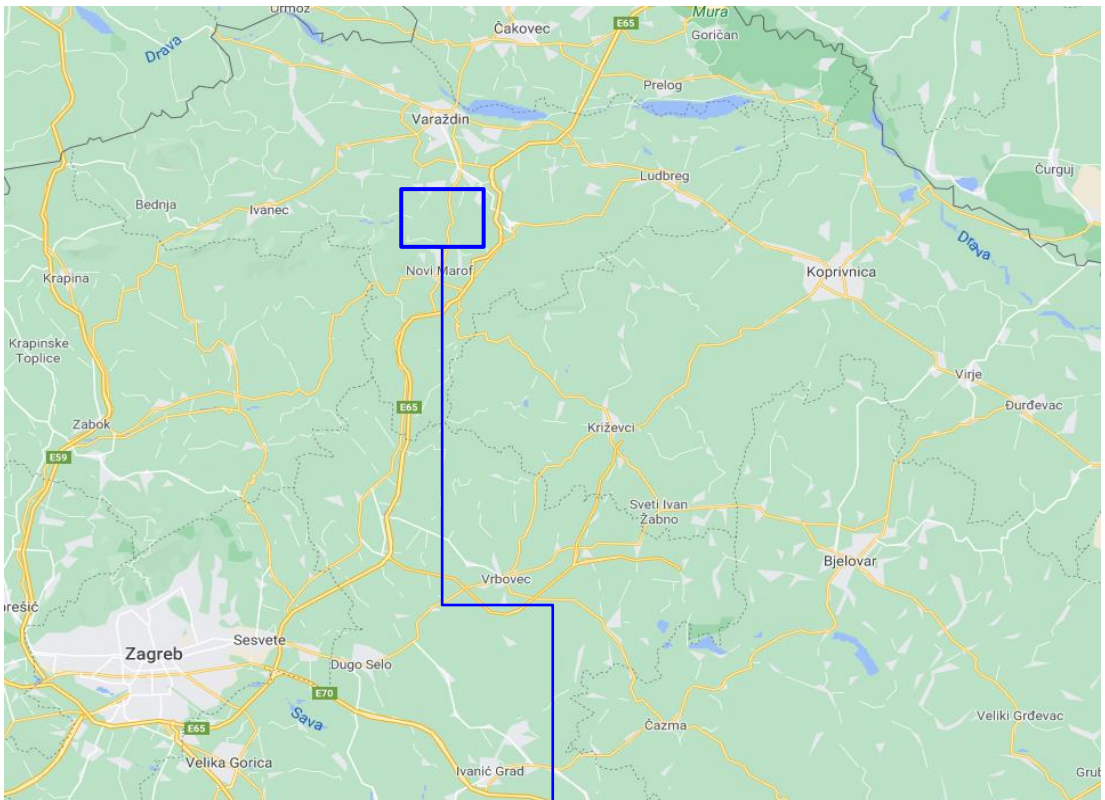 Ormož
Mura
E65
Čakovec
Goričan
Drava
Prelog
Varaždin
Ludbreg
Čurguj
Bednja
Ivanec
Drava
Novi Marof
Koprivnica
Krapina
Krapinske
Toplice
Virje
E65
Đurđevac
Zabok
Križevci
E59
Sveti Ivan
Žabno
Bjelovar
Vrbovec
prešić
Sesvete
Zagreb
Dugo Selo
E70
Sava
Veliki Grđevac
E65
Čazma
Velika Gorica
Ivanić Grad
Grub